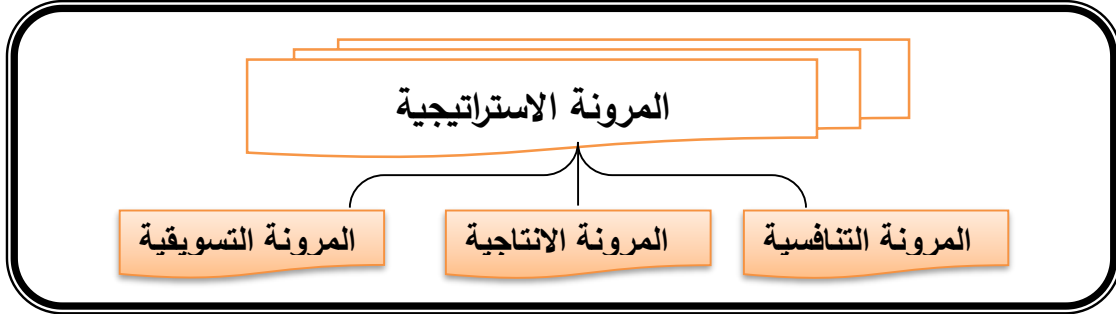 المرونة الاستراتيجية
المرونة التنافسية
المرونة الانتاجية
المرونة التسويقية